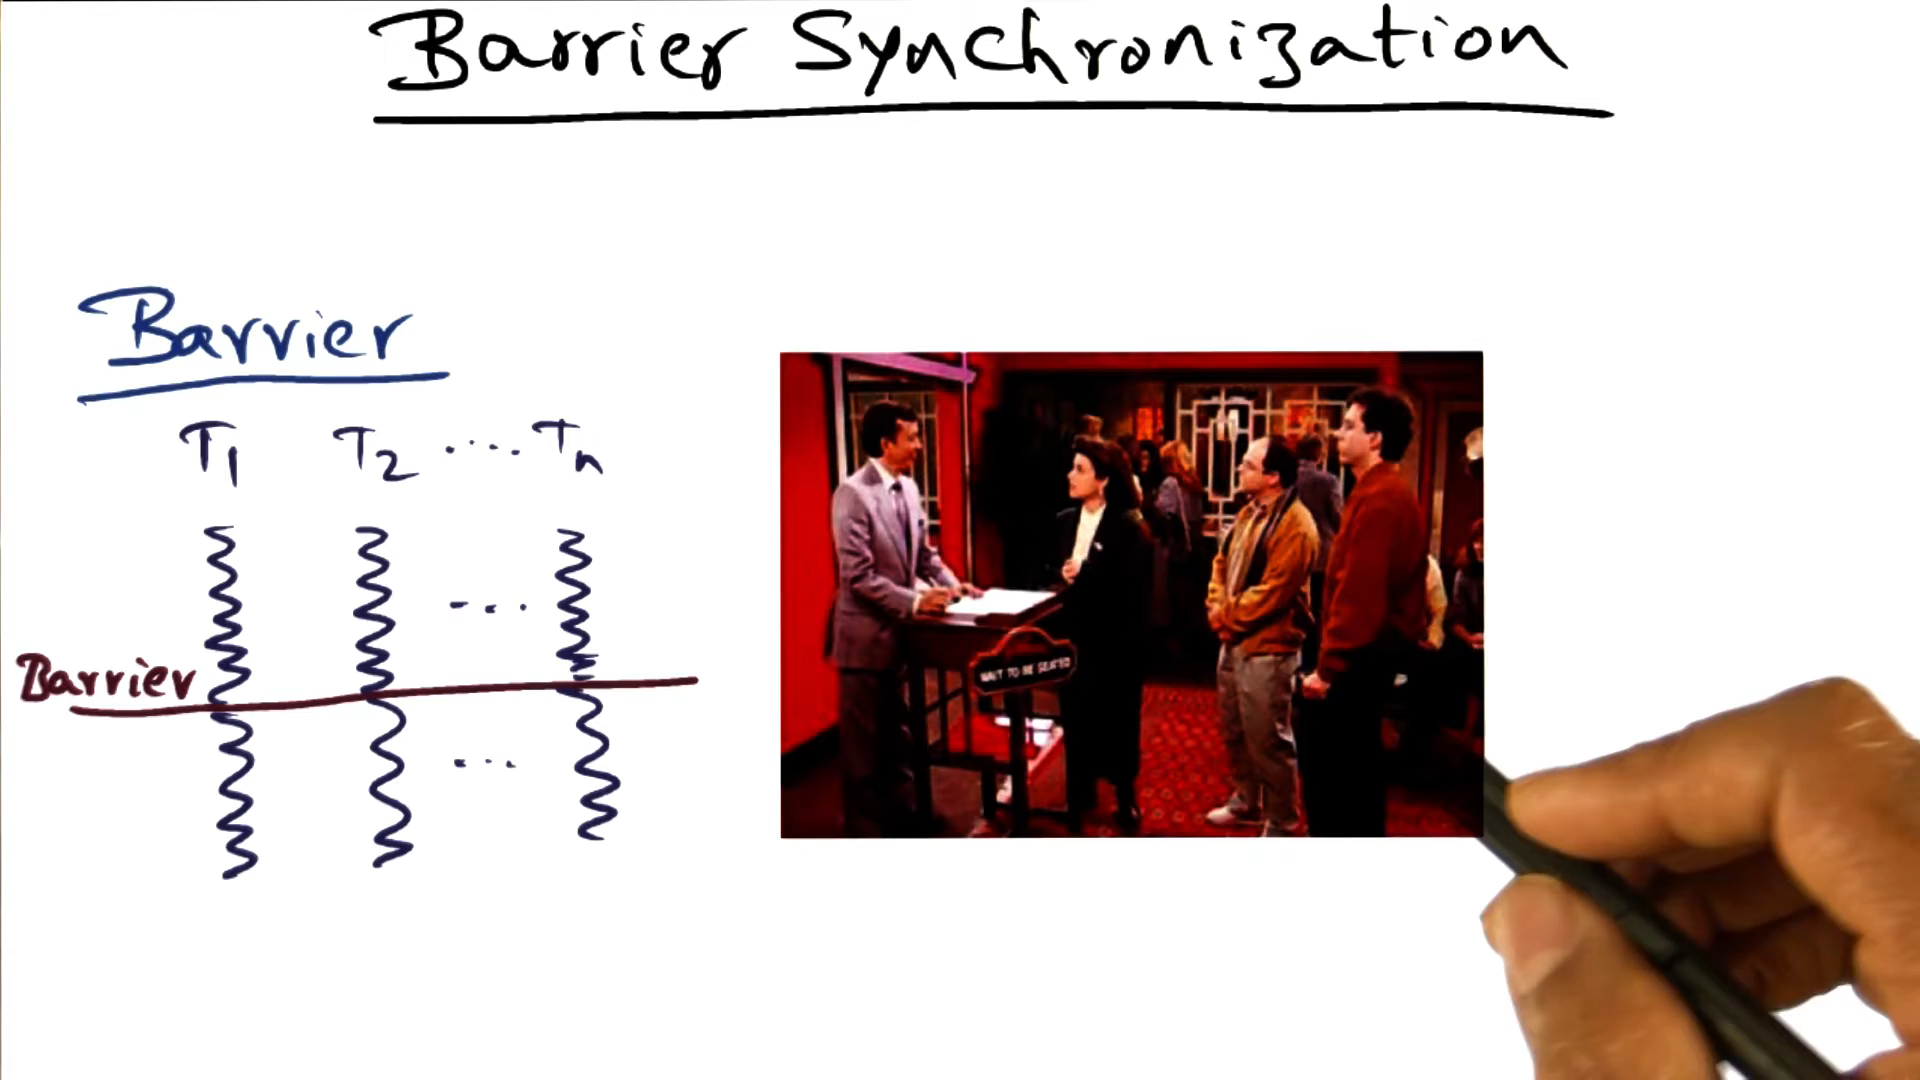 Barrier Synchronization
Barrier
T1 T2 .... Tn
Barrier
WAIT TO BE SEATED